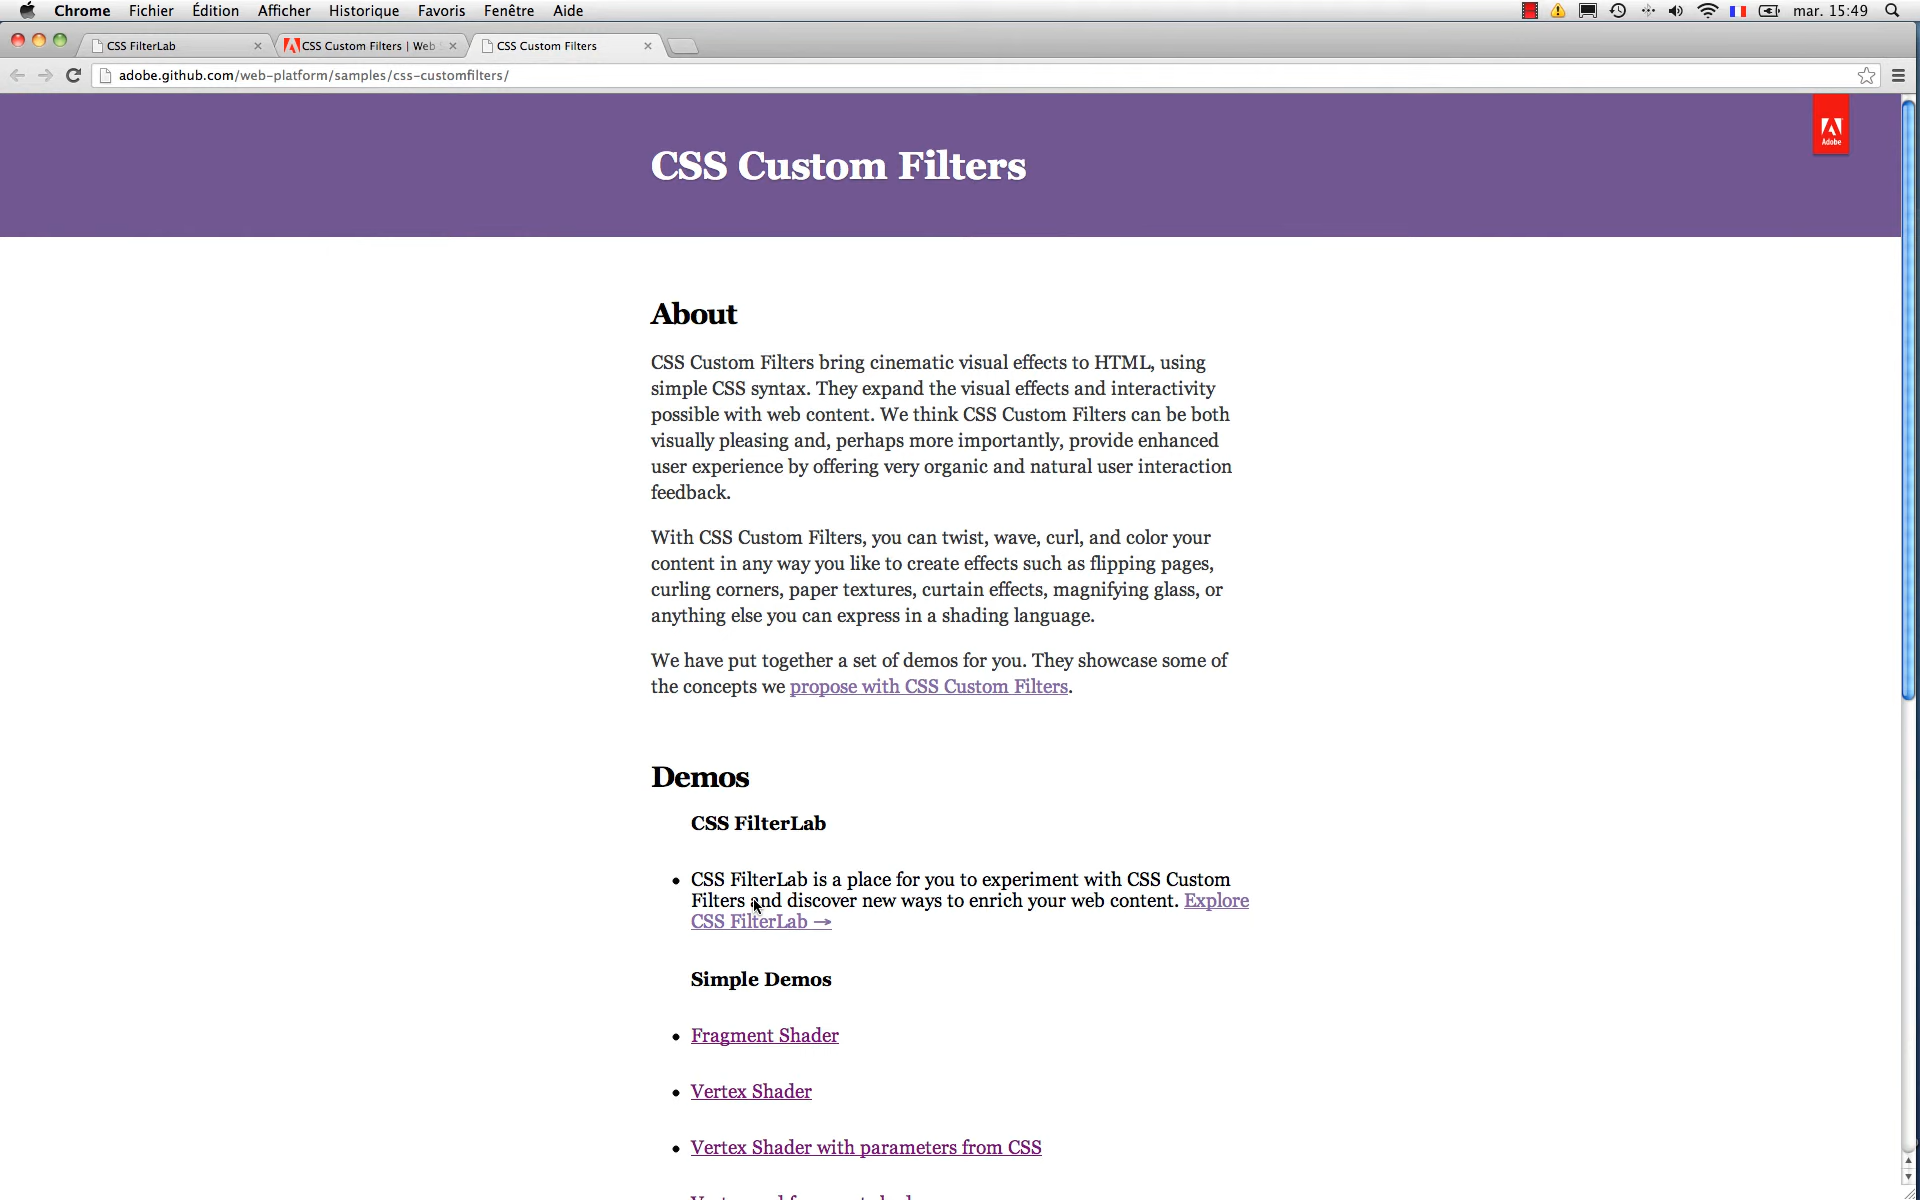 Chrome Fichier Édition Afficher Historique Favoris Fenêtre Aide mar. 15:49
CSS FilterLab CSS Custom Filters | Web CSS Custom Filters
adobe.github.com/web-platform/samples/css-customfilters/
CSS Custom Filters
Adobe
About
CSS Custom Filters bring cinematic visual effects to HTML, using
simple CSS syntax. They expand the visual effects and interactivity
possible with web content. We think CSS Custom Filters can be both
visually pleasing and, perhaps more importantly, provide enhanced
user experience by offering very organic and natural user interaction
feedback.
With CSS Custom Filters, you can twist, wave, curl, and color your
content in any way you like to create effects such as flipping pages,
curling corners, paper textures, curtain effects, magnifying glass, or
anything else you can express in a shading language.
We have put together a set of demos for you. They showcase some of
the concepts we propose with CSS Custom Filters.
Demos
CSS FilterLab
• CSS FilterLab is a place for you to experiment with CSS Custom
Filters and discover new ways to enrich your web content. Explore
CSS FilterLab →
Simple Demos
• Fragment Shader
• Vertex Shader
• Vertex Shader with parameters from CSS